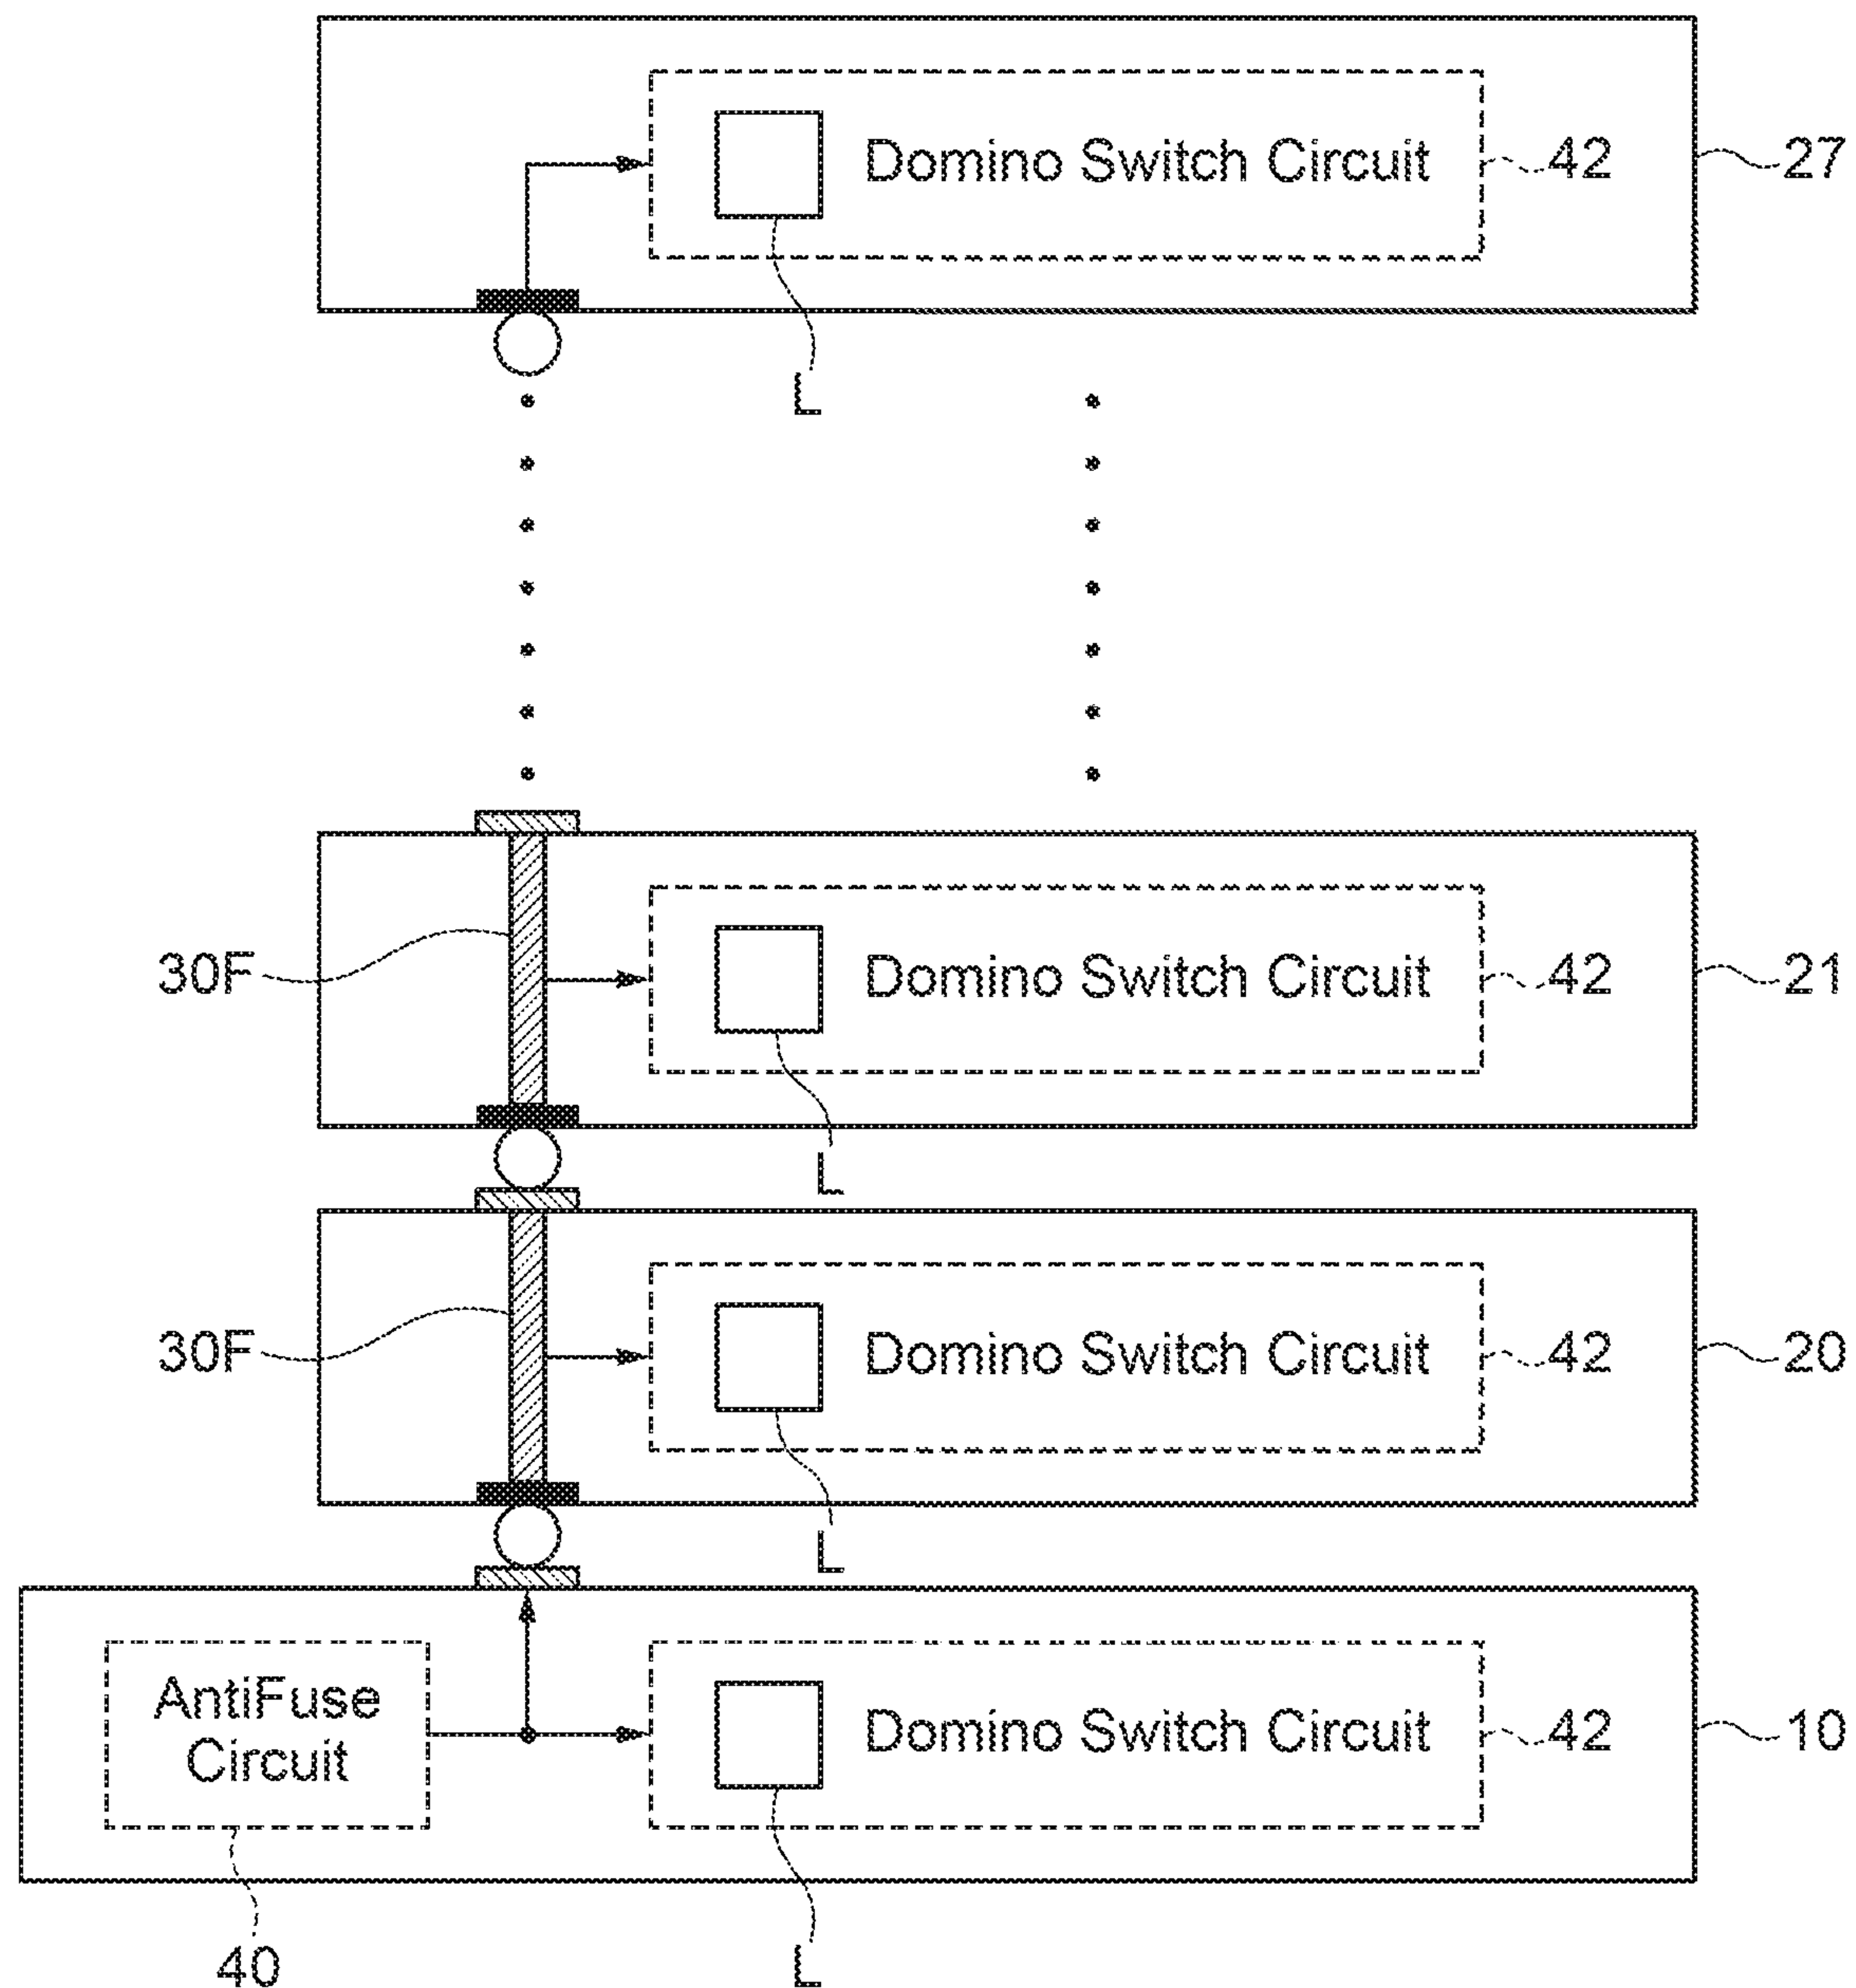 Domino Switch Circuit 42 27
L
30F Domino Switch Circuit 42 21
L
30F Domino Switch Circuit 42 20
L
AntiFuse
Circuit
Domino Switch Circuit 42 10
40 L